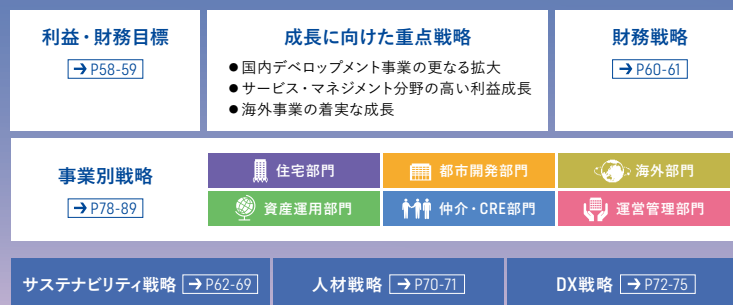 利益・財務目標
→ P58-59
成長に向けた重点戦略
●国内デベロップメント事業の更なる拡大
●サービス・マネジメント分野の高い利益成長
●海外事業の着実な成長
財務戦略
→ P60-61
事業別戦略
→ P78-89
住宅部門
都市開発部門
海外部門
資産運用部門
仲介・CRE部門
運営管理部門
サステナビリティ戦略 → P62-69
人材戦略 → P70-71
DX戦略 → P72-75